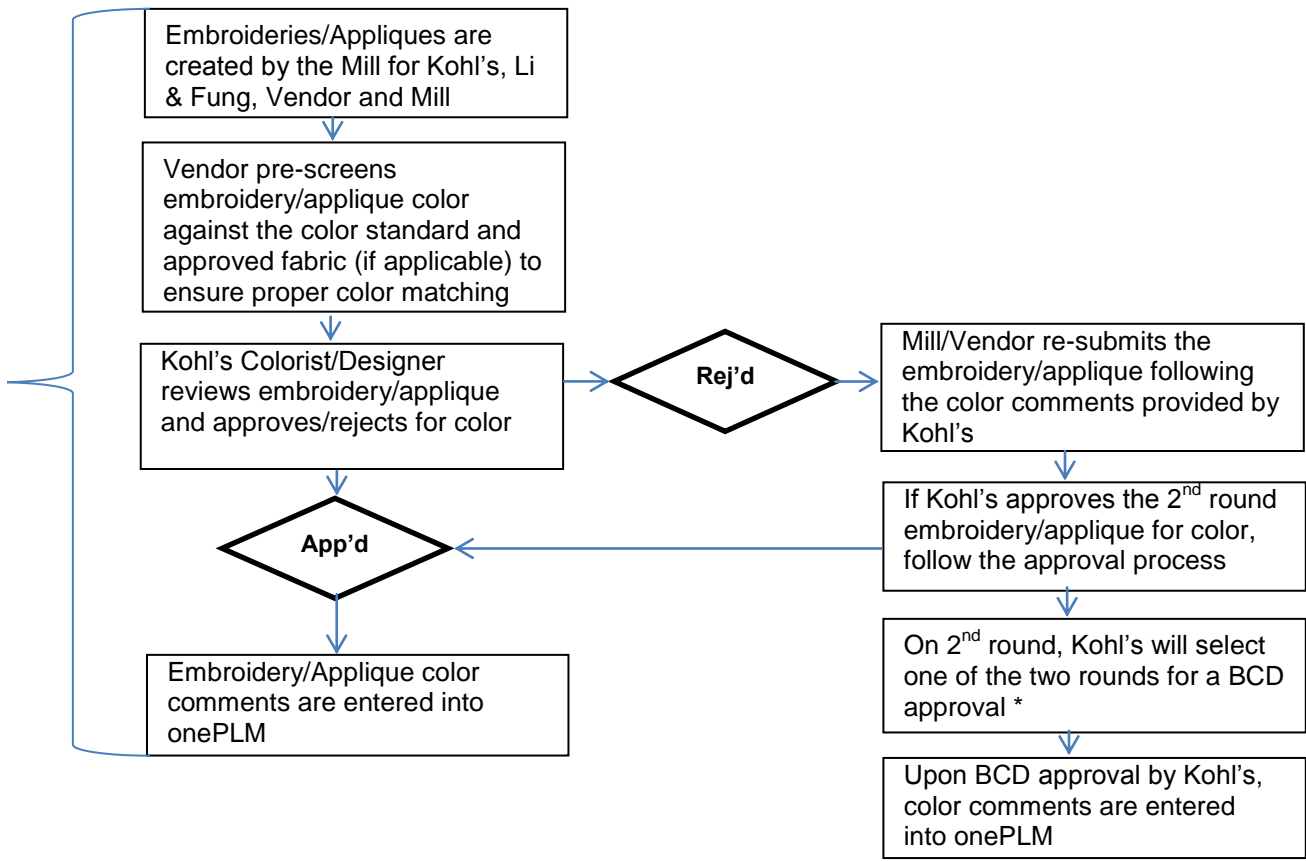 Embroideries/Appliques are
created by the Mill for Kohl's, Li
& Fung, Vendor and Mill
Vendor pre-screens
embroidery/applique color
against the color standard and
approved fabric (if applicable) to
ensure proper color matching
Kohl's Colorist/Designer
reviews embroidery/applique
and approves/rejects for color
Rej'd
Mill/Vendor re-submits the
embroidery/applique following
the color comments provided by
Kohl's
If Kohl's approves the 2nd round
embroidery/applique for color,
follow the approval process
App'd
On 2nd round, Kohl's will select
one of the two rounds for a BCD
approval *
Embroidery/Applique color
comments are entered into
onePLM
Upon BCD approval by Kohl's,
color comments are entered
into onePLM